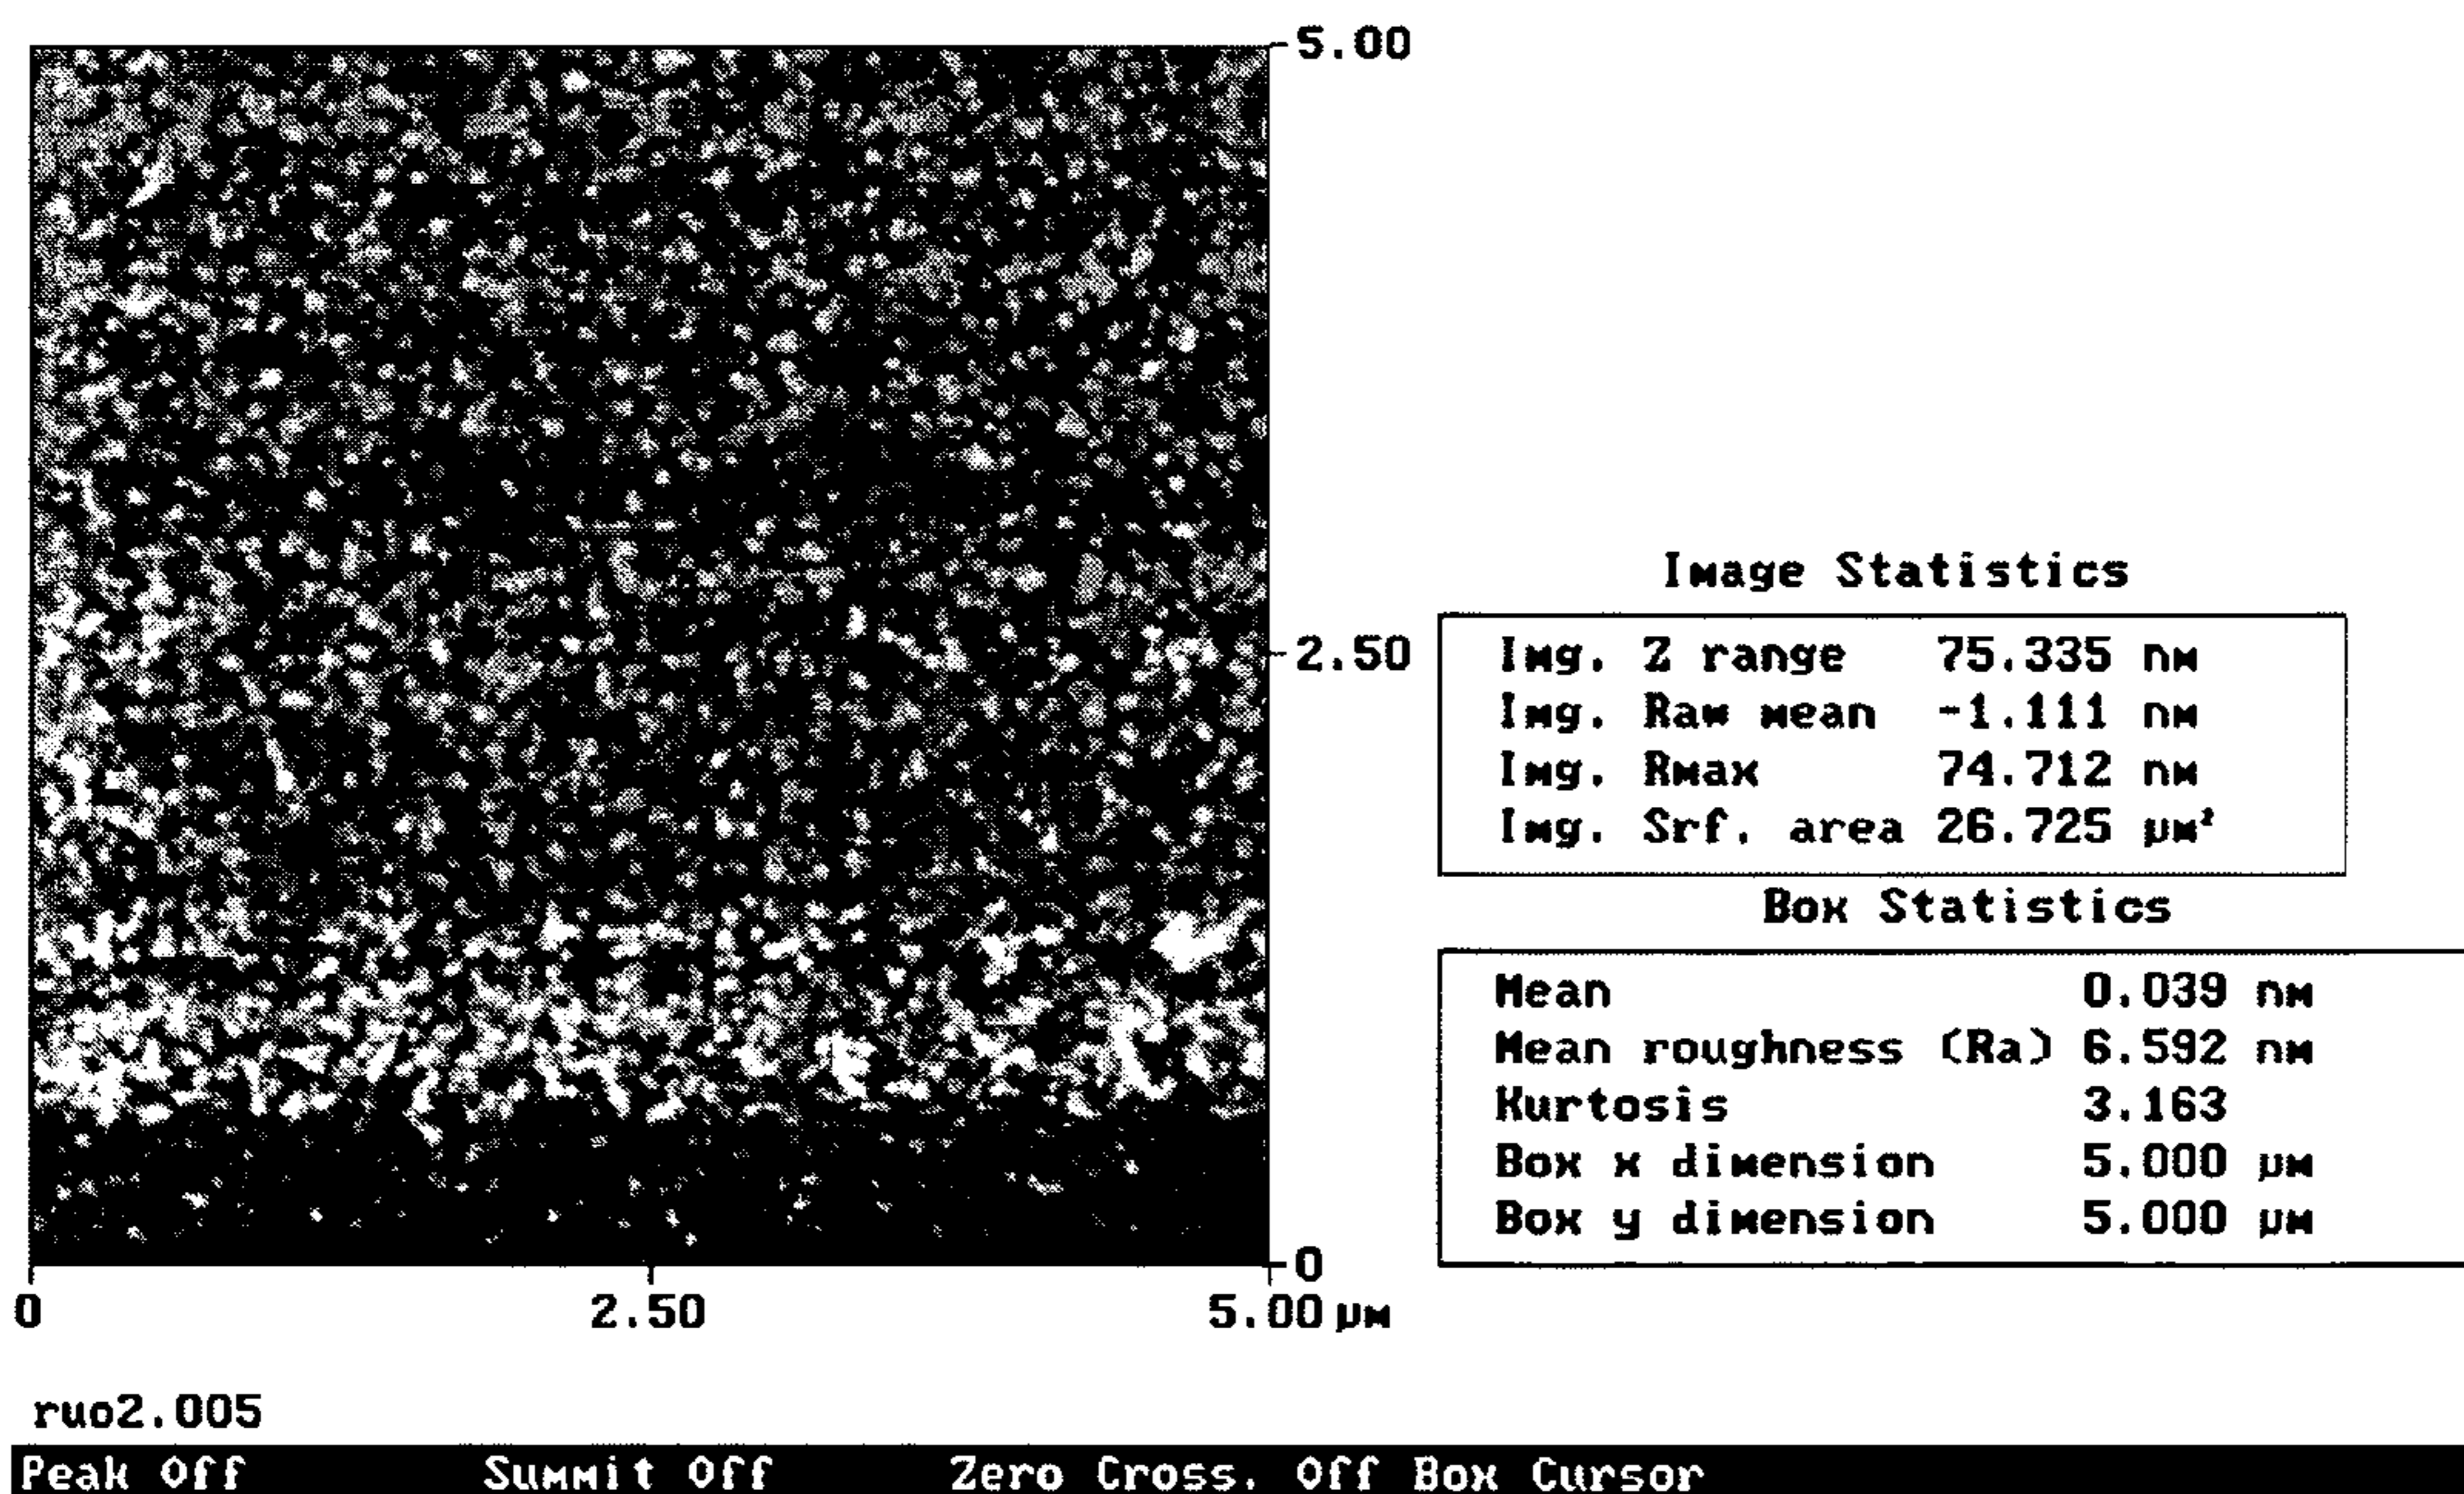 5.00
2.50
0
0 2.50 5.00 µm
Image Statistics
Img. Z range 75.335 nm
Img. Raw mean -1.111 nm
Img. Rmax 74.712 nm
Img. Srf. area 26.725 µm²
Box Statistics
Mean 0.039 nm
Mean roughness (Ra) 6.592 nm
Kurtosis 3.163
Box x dimension 5.000 µm
Box y dimension 5.000 µm
ruo2.005
Peak Off Summit Off Zero Cross. Off Box Cursor